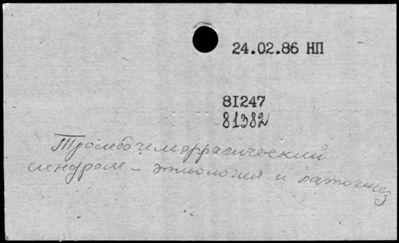 24.02.86 НП
81247
81382
Тромбогеморрагический
синдром – этиология и патогенез